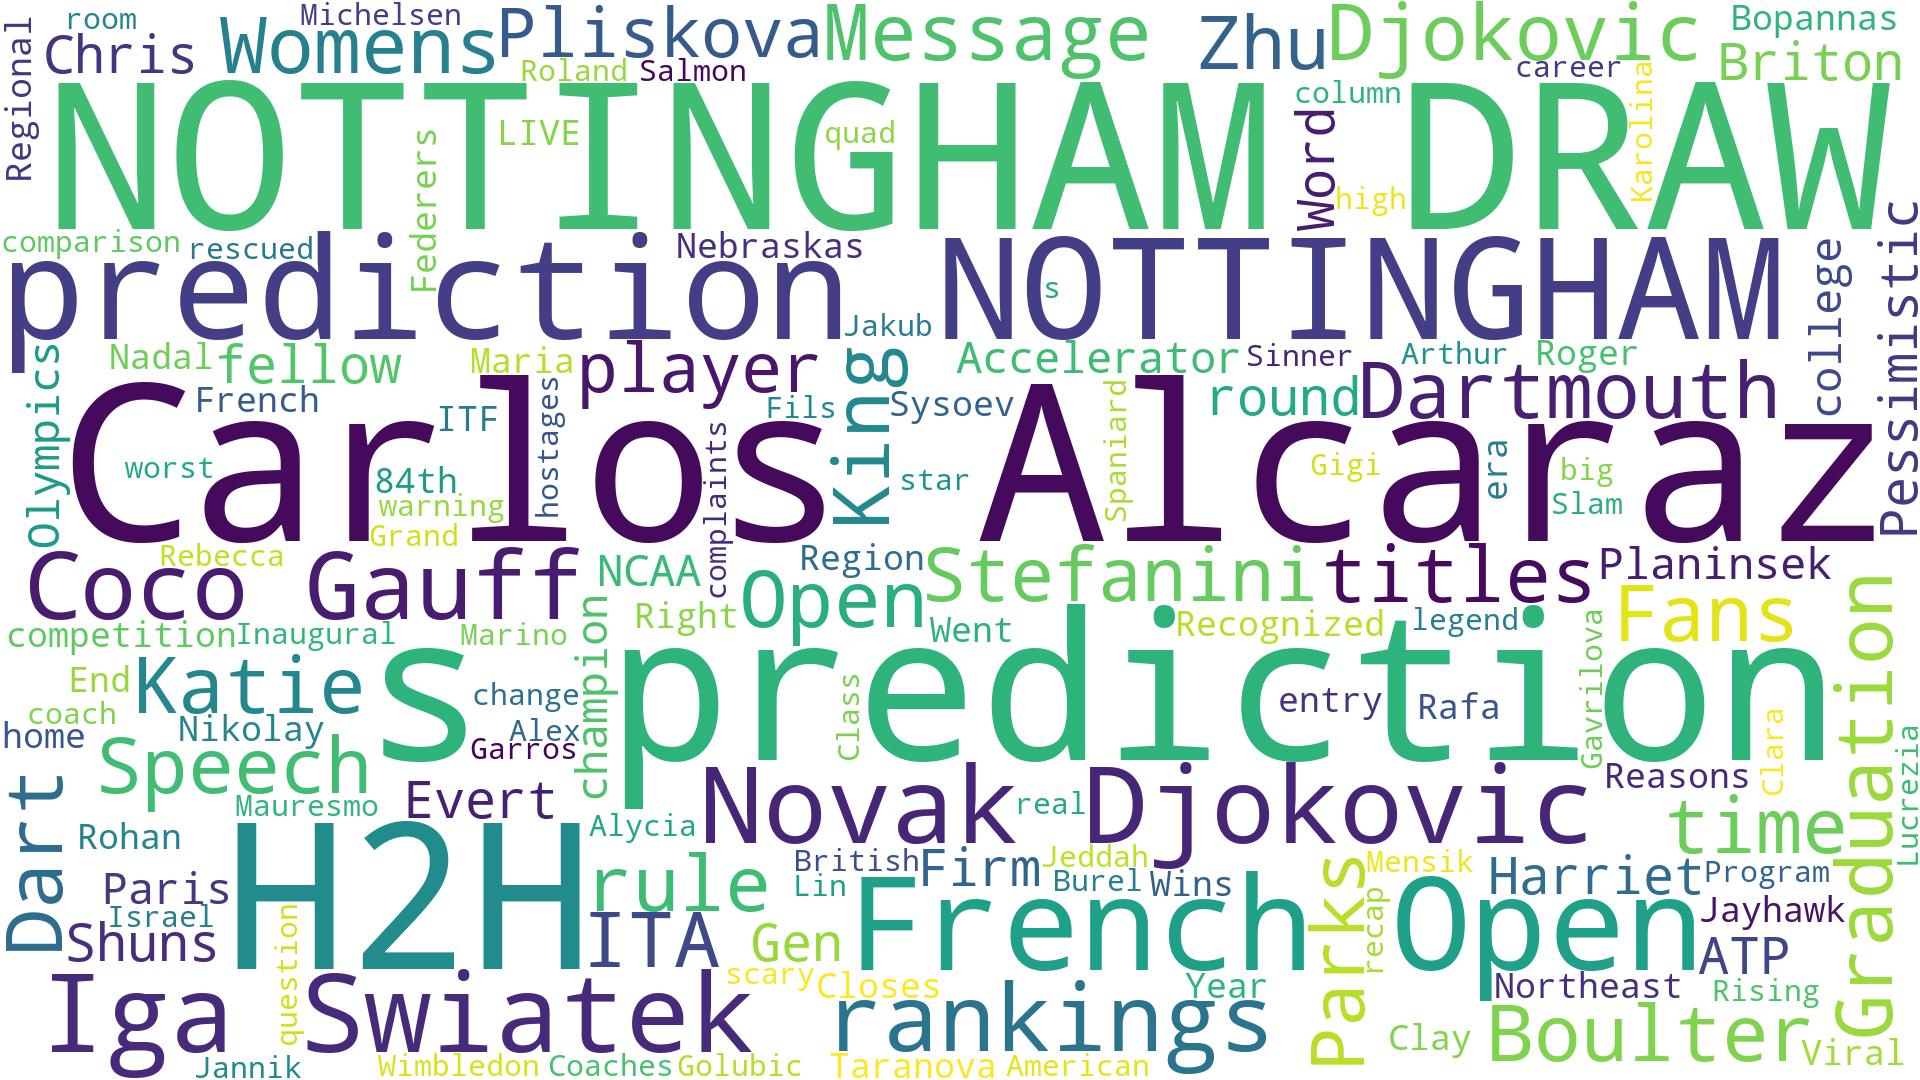 room
Michelsen
Regional
Chris
Womens
Pliskova
Message
Zhu
Djokovic
Bopannas
Briton
Roland
Salmon
career
NOTTINGHAM DRAW
Federers
LIVE
quad
column
Word
high
Karolina
comparison
rescued
prediction NOTTINGHAM
Nebraskas
s
Jakub
college
Pessimistic
Olympics
Nadal
fellow
Maria
player
King
Accelerator
Sinner
Arthur
Roger
French
ITF
hostages
Fils
Sysoev
round
Dartmouth
Carlos Alcaraz
worst
84th
warning
Grand
complaints
star
Spaniard
Gigi
era
big
Slam
Rebecca
Coco Gauff
NCAA
Region
Open
Stefanini
titles
Planinsek
Fans
Graduation
competition
Inaugural
Marino
champion
Right
Went
Recognized
legend
Gavrilova
s prediction
End
Katie
change
Class
entry
Rafa
coach
Nikolay
Alex
home
Speech
Garros
Clara
Lucrezia
Dart
Mauresmo
Evert
Novak Djokovic
Reasons
real
Alycia
time
Rohan
H2H
rule
British
Firm
Jeddah
Parks
Mensik
Harriet
Program
Paris
Lin
Burel
Wins
recap
Israel
question
French Open
Jayhawk
Shuns
ITA
Gen
ATP
Iga Swiatek
scary
Closes
Year
Northeast
Rising
rankings
Clay
Boulter
Viral
Jannik
Wimbledon
Coaches
Golubic
Taranova
American